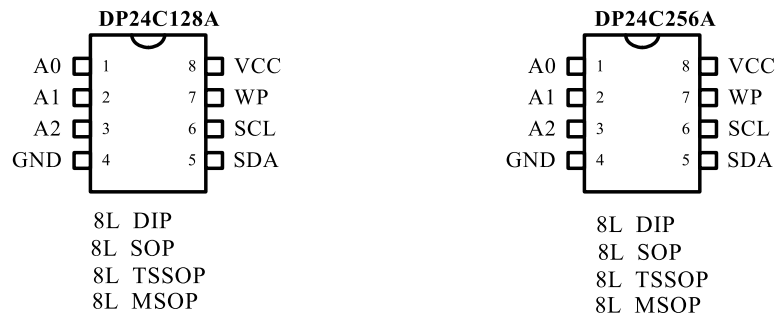 DP24C128A
A0 1 8 VCC
A1 2 7 WP
A2 3 6 SCL
GND 4 5 SDA
8L DIP
8L SOP
8L TSSOP
8L MSOP
DP24C256A
A0 1 8 VCC
A1 2 7 WP
A2 3 6 SCL
GND 4 5 SDA
8L DIP
8L SOP
8L TSSOP
8L MSOP